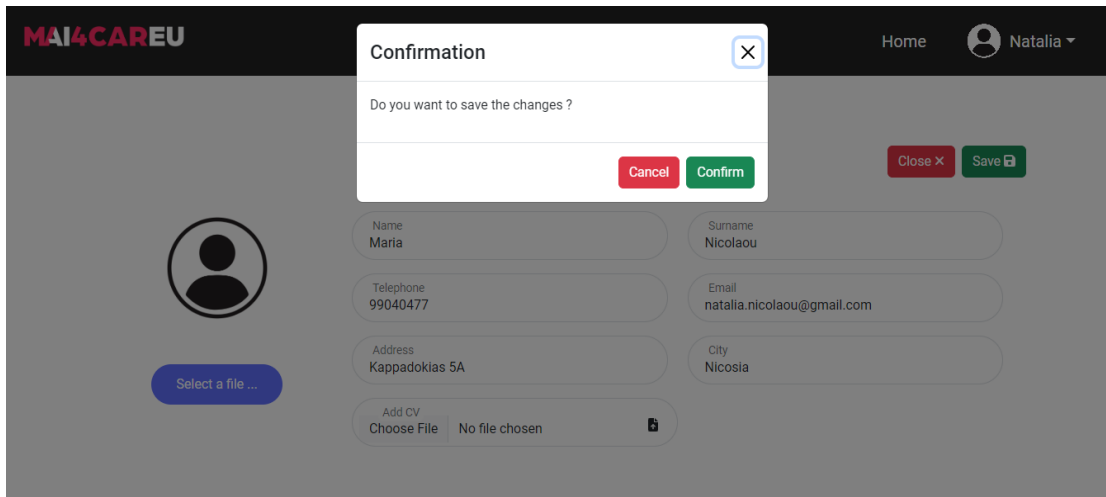 MAI4CAREU
Home
Natalia
Confirmation
Do you want to save the changes ?
Cancel
Confirm
Close
Save
Name
Maria
Surname
Nicolaou
Telephone
99040477
Email
natalia.nicolaou@gmail.com
Address
Kappadokias 5A
City
Nicosia
Select a file ...
Add CV
Choose File No file chosen